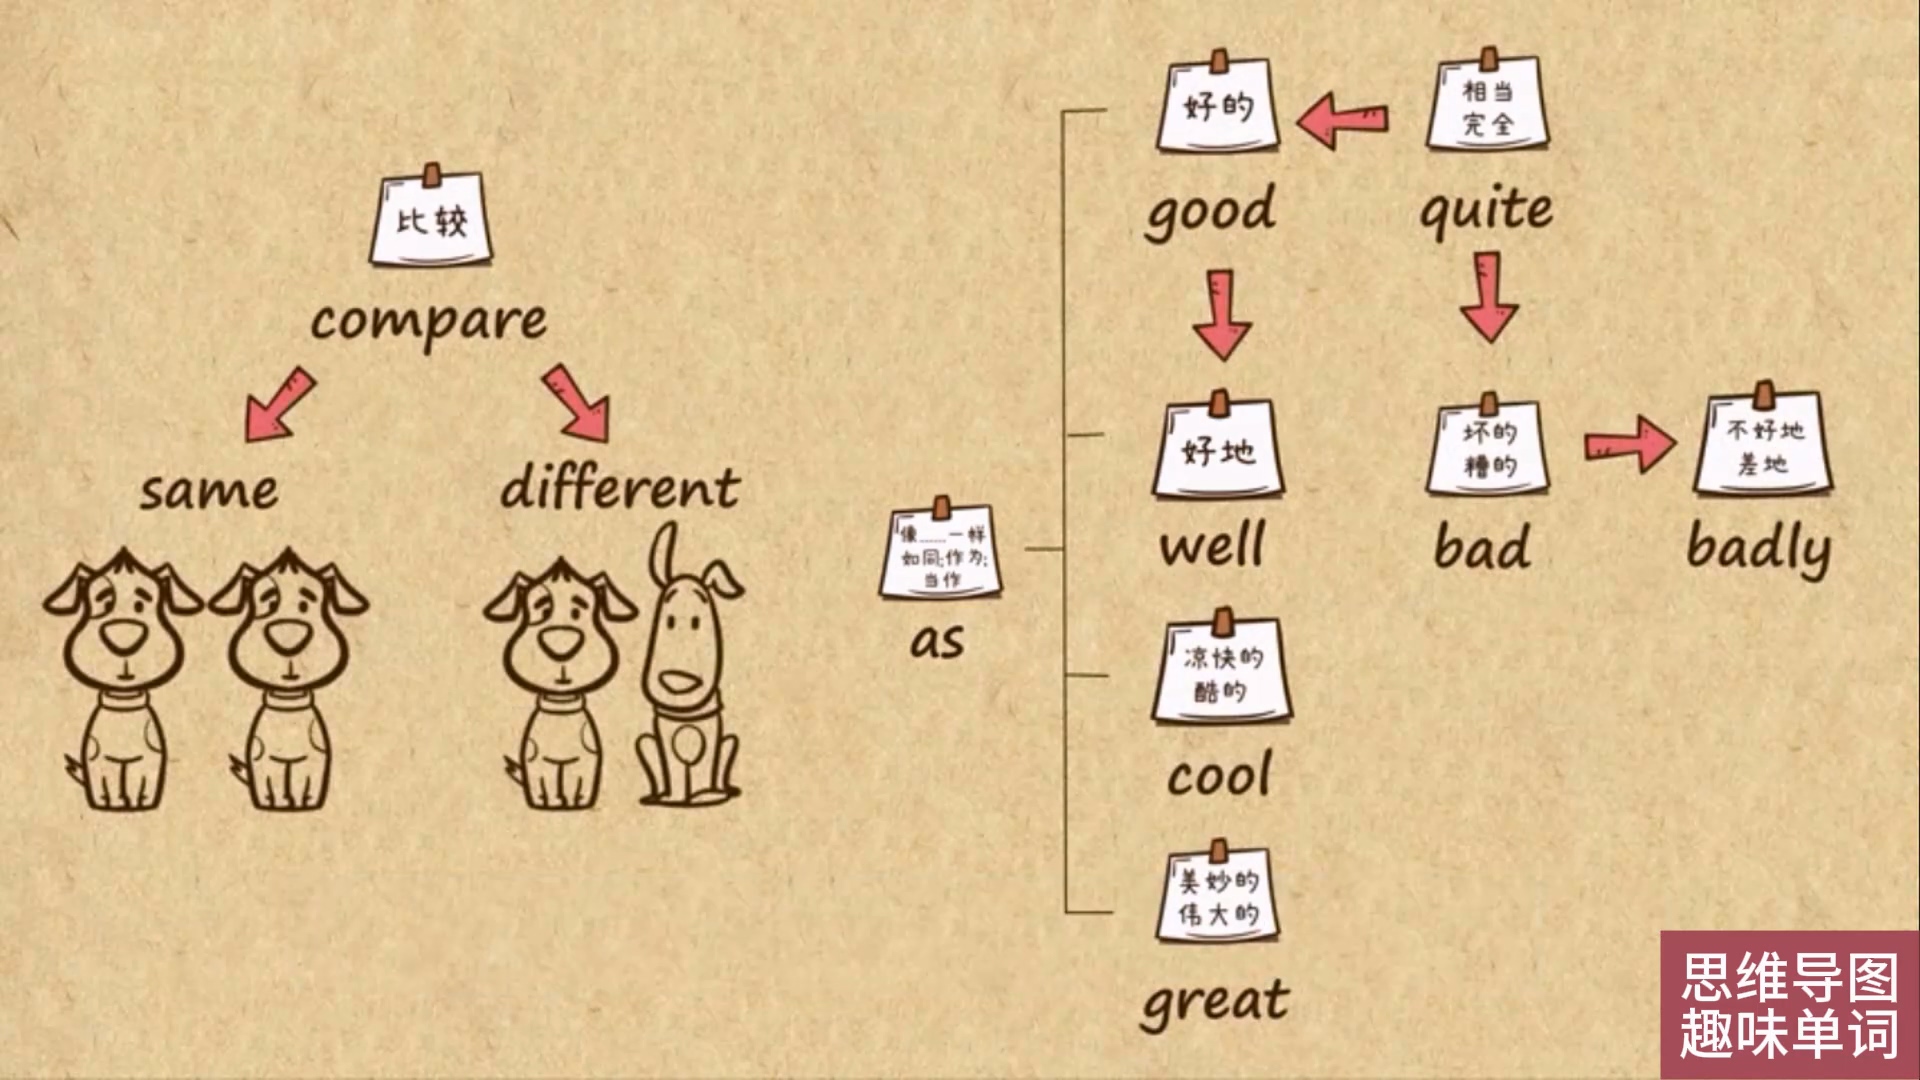 比较
compare
same
different
像……一样
如同;作为;
当作
as
好的
good
相当
完全
quite
好地
well
坏的
糟的
bad
不好地
差地
badly
凉快的
酷的
cool
美妙的
伟大的
great
思维导图
趣味单词